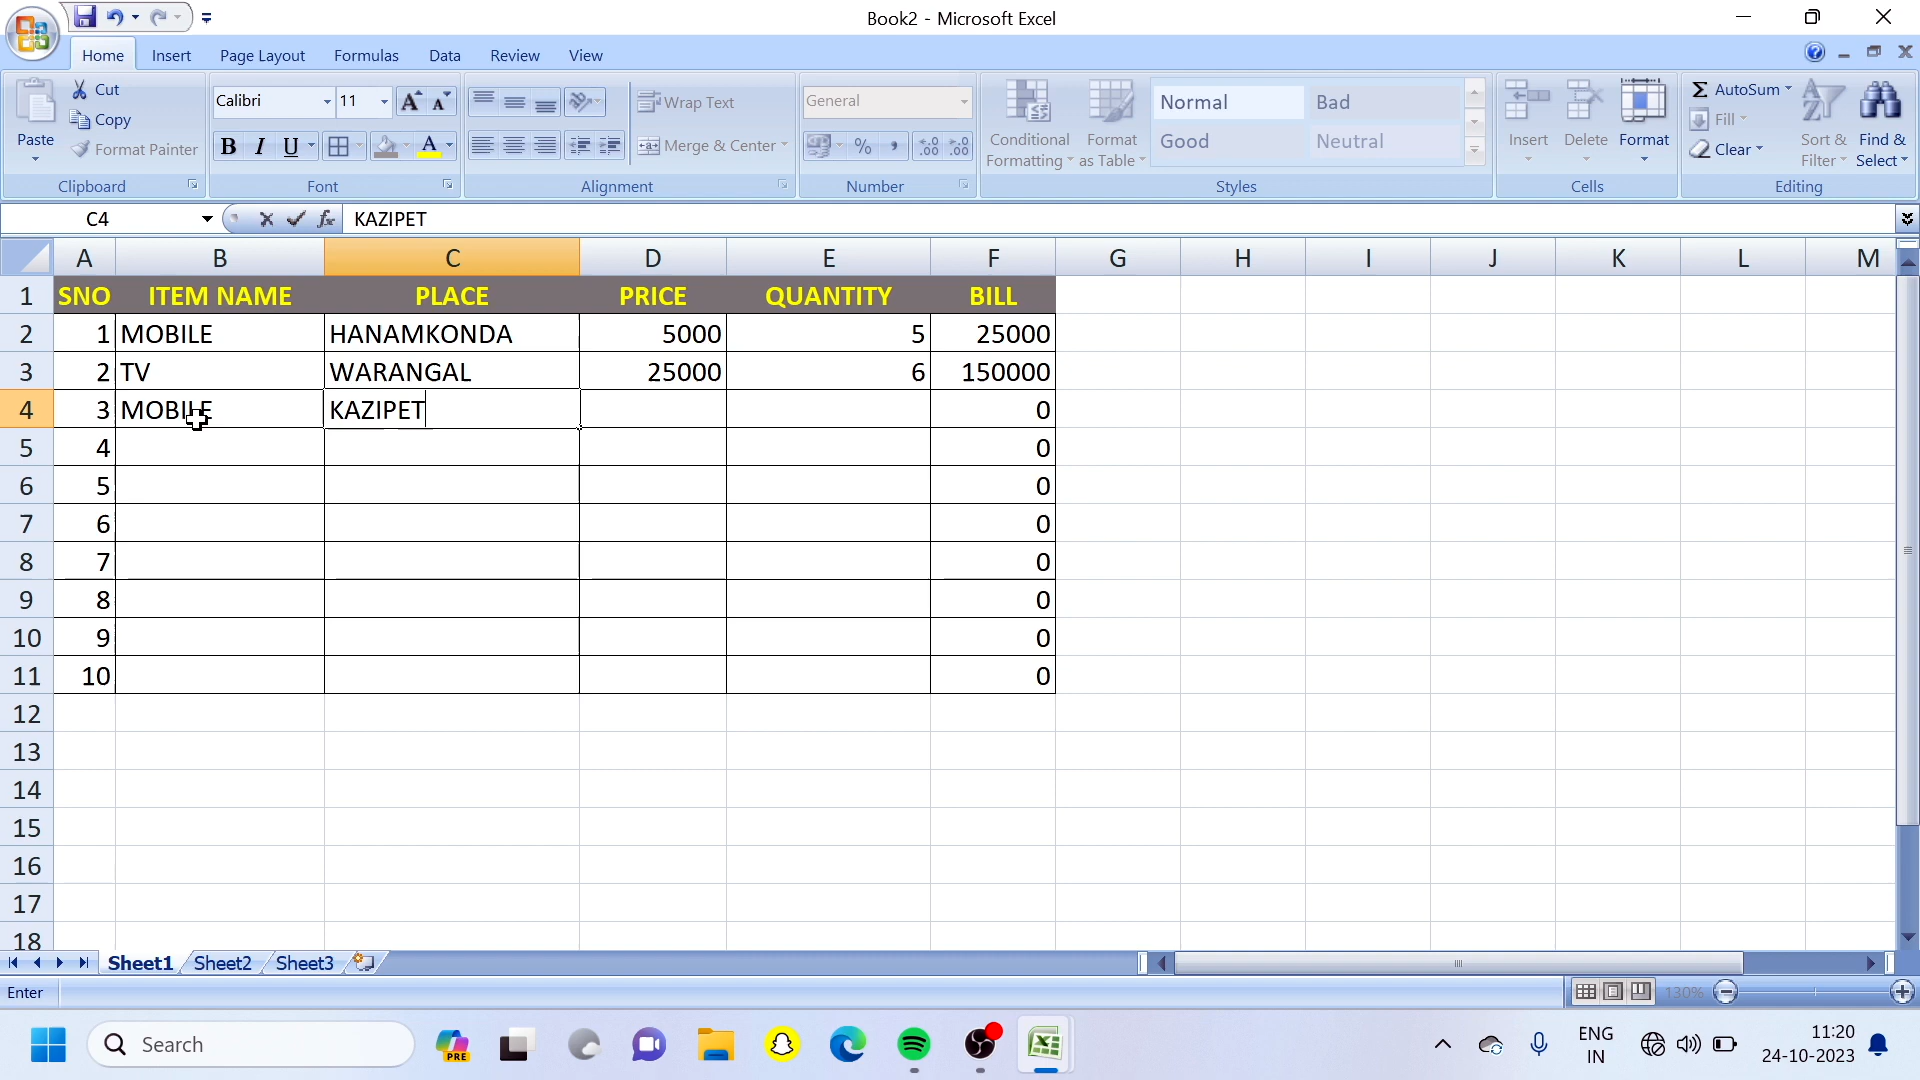 Book2 - Microsoft Excel
Home Insert Page Layout Formulas Data Review View
Paste Cut Copy Format Painter Clipboard
Calibri 11 B I U A Font
Wrap Text Merge & Center Alignment
General % , Number
Conditional Formatting Format as Table Normal Bad Good Neutral Styles
Insert Delete Format Cells
Σ AutoSum Fill Clear Sort & Filter Find & Select Editing
C4 fx KAZIPET
A B C D E F G H I J K L M
1 SNO ITEM NAME PLACE PRICE QUANTITY BILL
2 1 MOBILE HANAMKONDA 5000 5 25000
3 2 TV WARANGAL 25000 6 150000
4 3 MOBILE KAZIPET 0
5 4 0
6 5 0
7 6 0
8 7 0
9 8 0
10 9 0
11 10 0
12
13
14
15
16
17
18
Sheet1 Sheet2 Sheet3
Enter 130%
Search PRE ENG IN 11:20 24-10-2023